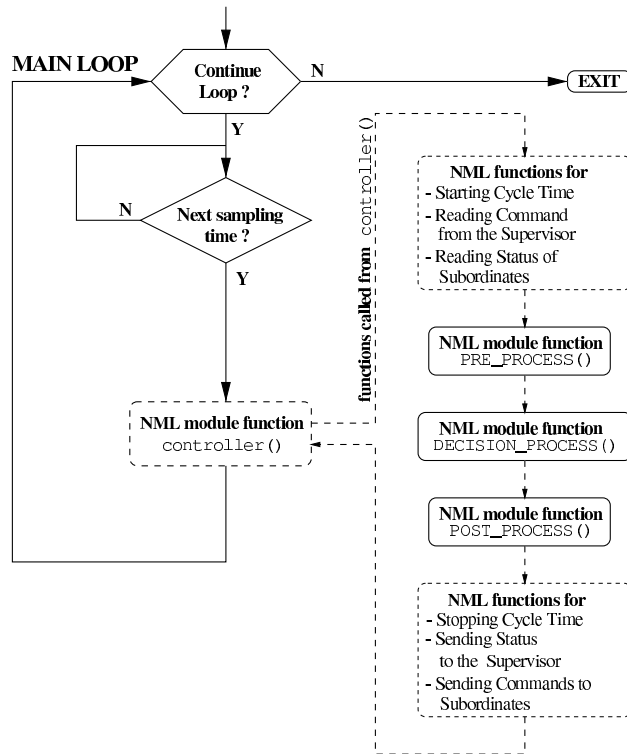 MAIN LOOP
Continue
Loop ?
N
EXIT
Y
N
Next sampling
time ?
Y
NML module function
controller()
functions called from controller()
NML functions for
- Starting Cycle Time
- Reading Command
from the Supervisor
- Reading Status of
Subordinates
NML module function
PRE_PROCESS()
NML module function
DECISION_PROCESS()
NML module function
POST_PROCESS()
NML functions for
- Stopping Cycle Time
- Sending Status
to the Supervisor
- Sending Commands to
Subordinates